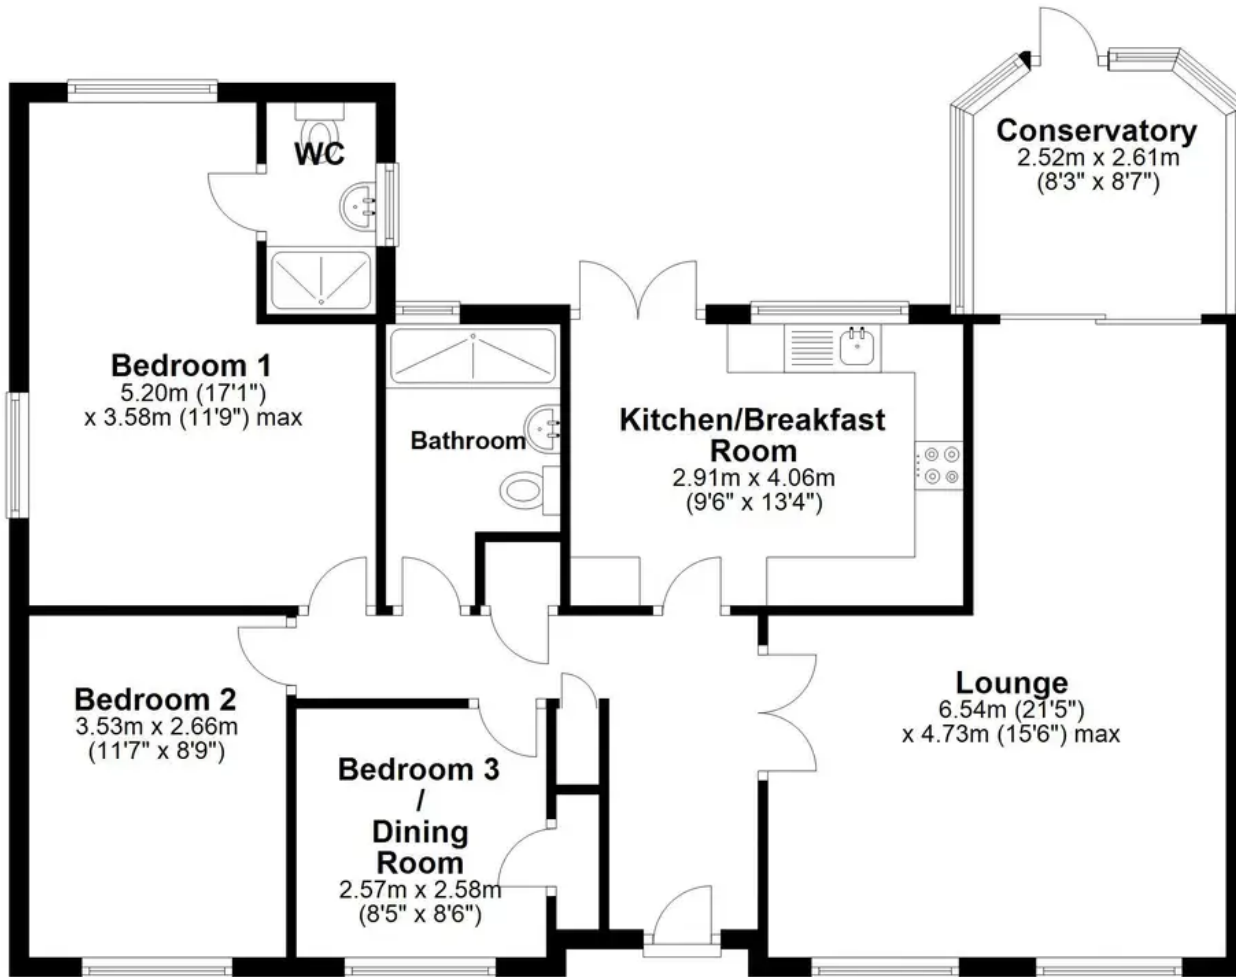 WC
Conservatory
2.52m x 2.61m
(8'3" x 8'7")
Bedroom 1
5.20m (17'1")
x 3.58m (11'9") max
Bathroom
Kitchen/Breakfast
Room
2.91m x 4.06m
(9'6" x 13'4")
Bedroom 2
3.53m x 2.66m
(11'7" x 8'9")
Bedroom 3
/
Dining
Room
2.57m x 2.58m
(8'5" x 8'6")
Lounge
6.54m (21'5")
x 4.73m (15'6") max